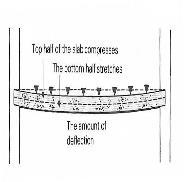 Top half of the slab compresses
The bottom half stretches
The amount of
deflection